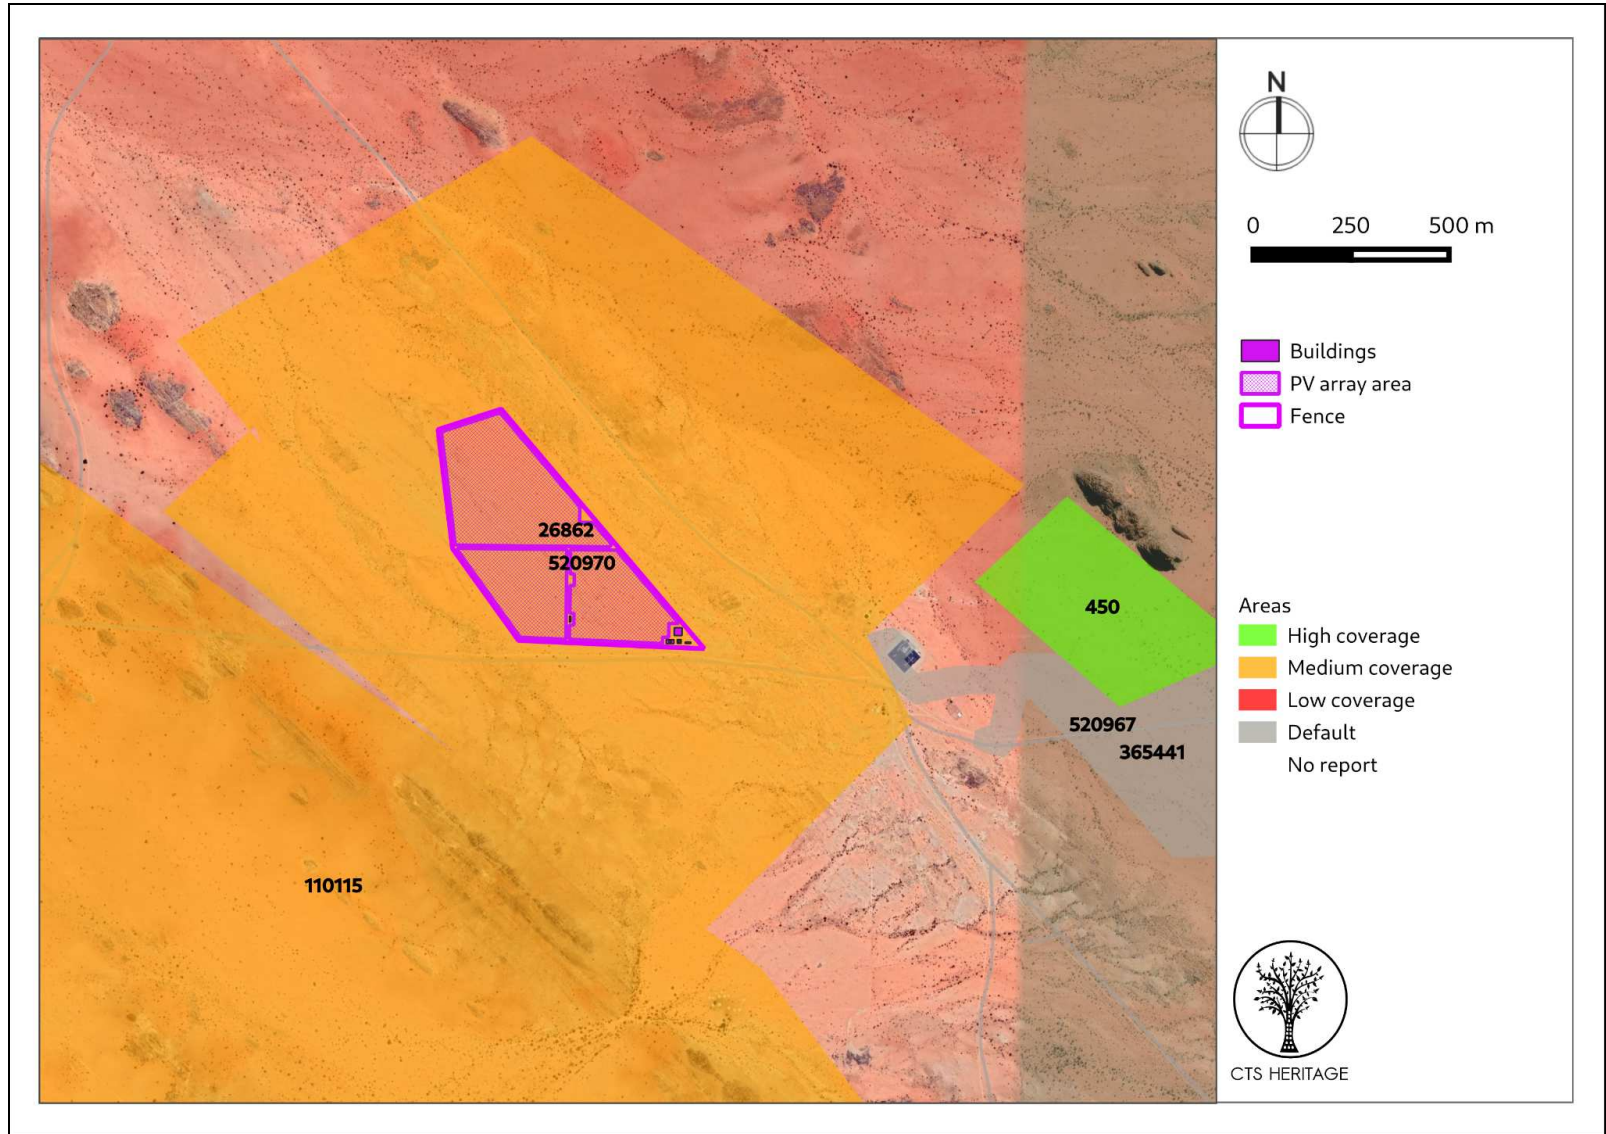 N
0 250 500 m
Buildings
PV array area
Fence
26862
520970
450
Areas
High coverage
Medium coverage
Low coverage
Default
No report
520967
365441
110115
CTS HERITAGE